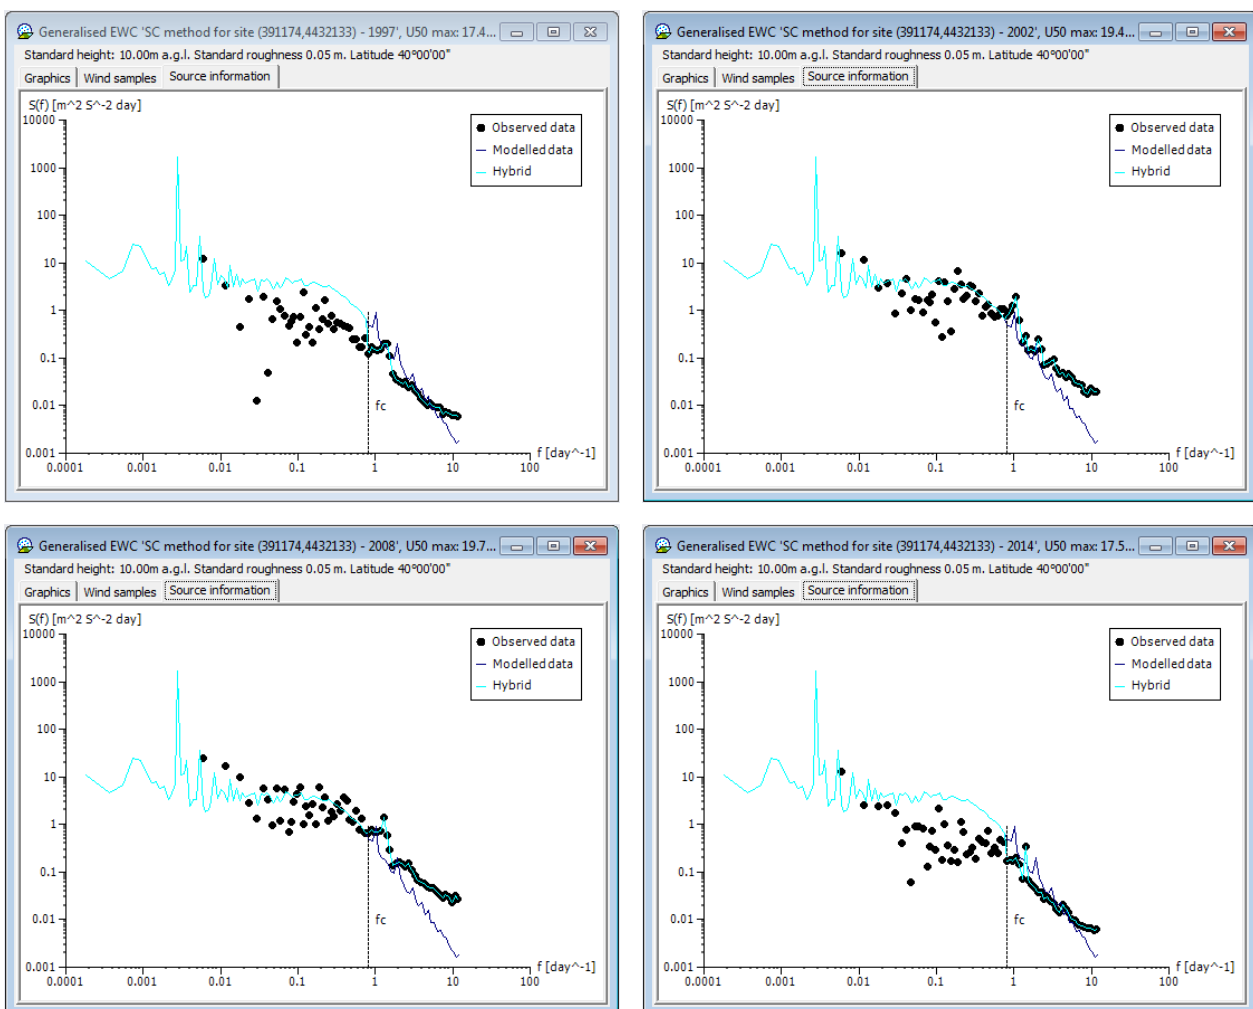 Generalised EWC 'SC method for site (391174,4432133) - 1997', U50 max: 17.4...
Standard height: 10.00m a.g.l. Standard roughness 0.05 m. Latitude 40°00'00"
Graphics Wind samples Source information
S(f) [m^2 S^-2 day]
10000
1000
100
10
1
0.1
0.01
0.001
Observed data
Modelled data
Hybrid
fc
f [day^-1]
0.0001 0.001 0.01 0.1 1 10 100
Generalised EWC 'SC method for site (391174,4432133) - 2002', U50 max: 19.4...
Standard height: 10.00m a.g.l. Standard roughness 0.05 m. Latitude 40°00'00"
Graphics Wind samples Source information
S(f) [m^2 S^-2 day]
10000
1000
100
10
1
0.1
0.01
0.001
Observed data
Modelled data
Hybrid
fc
f [day^-1]
0.0001 0.001 0.01 0.1 1 10 100
Generalised EWC 'SC method for site (391174,4432133) - 2008', U50 max: 19.7...
Standard height: 10.00m a.g.l. Standard roughness 0.05 m. Latitude 40°00'00"
Graphics Wind samples Source information
S(f) [m^2 S^-2 day]
10000
1000
100
10
1
0.1
0.01
0.001
Observed data
Modelled data
Hybrid
fc
f [day^-1]
0.0001 0.001 0.01 0.1 1 10 100
Generalised EWC 'SC method for site (391174,4432133) - 2014', U50 max: 17.5...
Standard height: 10.00m a.g.l. Standard roughness 0.05 m. Latitude 40°00'00"
Graphics Wind samples Source information
S(f) [m^2 S^-2 day]
10000
1000
100
10
1
0.1
0.01
0.001
Observed data
Modelled data
Hybrid
fc
f [day^-1]
0.0001 0.001 0.01 0.1 1 10 100